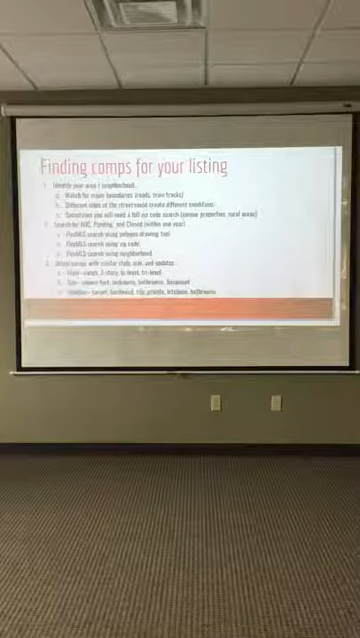 Finding comps for your listing
1. Identify your area / neighborhood.
a. Watch for major boundaries (roads, train tracks)
b. Different sides of the street could create different conditions
c. Sometimes you will need a full zip code search (unique properties, rural areas)
2. Search for ABC, Pending, and Closed (within one year)
a. FlexMLS search using polygon drawing tool
b. FlexMLS search using zip code
c. FlexMLS search using neighborhood
3. Select comps with similar style, size, and updates
a. Style - ranch, 2-story, bi-level, tri-level
b. Size - square feet, bedrooms, bathrooms, basement
c. Updates - carpet, hardwood, tile, granite, kitchens, bathrooms